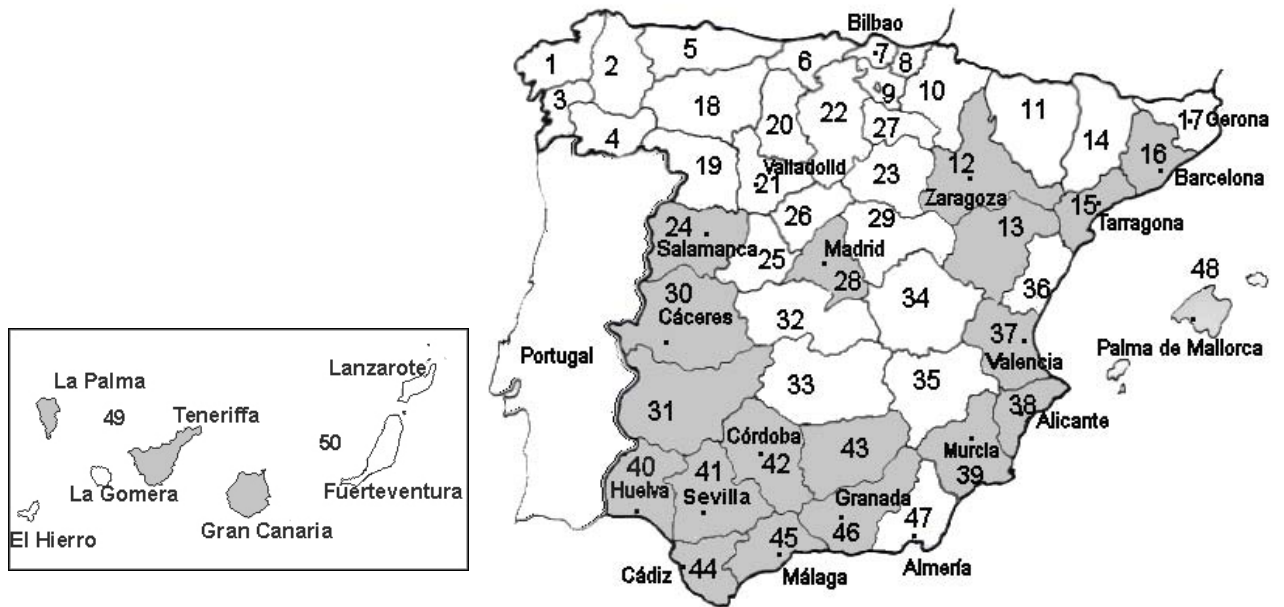 Bilbao
1
2
5
6
7
8
3
18
20
22
9
10
11
14
17 Gerona
4
27
19
Valladolid
21
23
12
Zaragoza
16
Barcelona
15
Tarragona
24
Salamanca
26
29
13
25
Madrid
28
48
36
30
Cáceres
34
32
37
Valencia
Palma de Mallorca
Portugal
33
35
31
38
Alicante
Córdoba
43
Murcia
40
41
42
39
Huelva
Sevilla
Granada
46
47
45
44
Cádiz
Málaga
Almería
Lanzarote
La Palma
49
Teneriffa
50
La Gomera
Fuerteventura
Gran Canaria
El Hierro